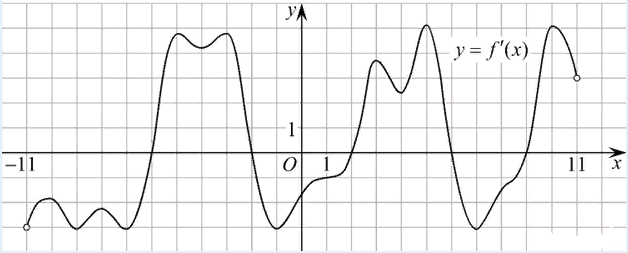 y
y = f′(x)
1
−11 O 1 11 x